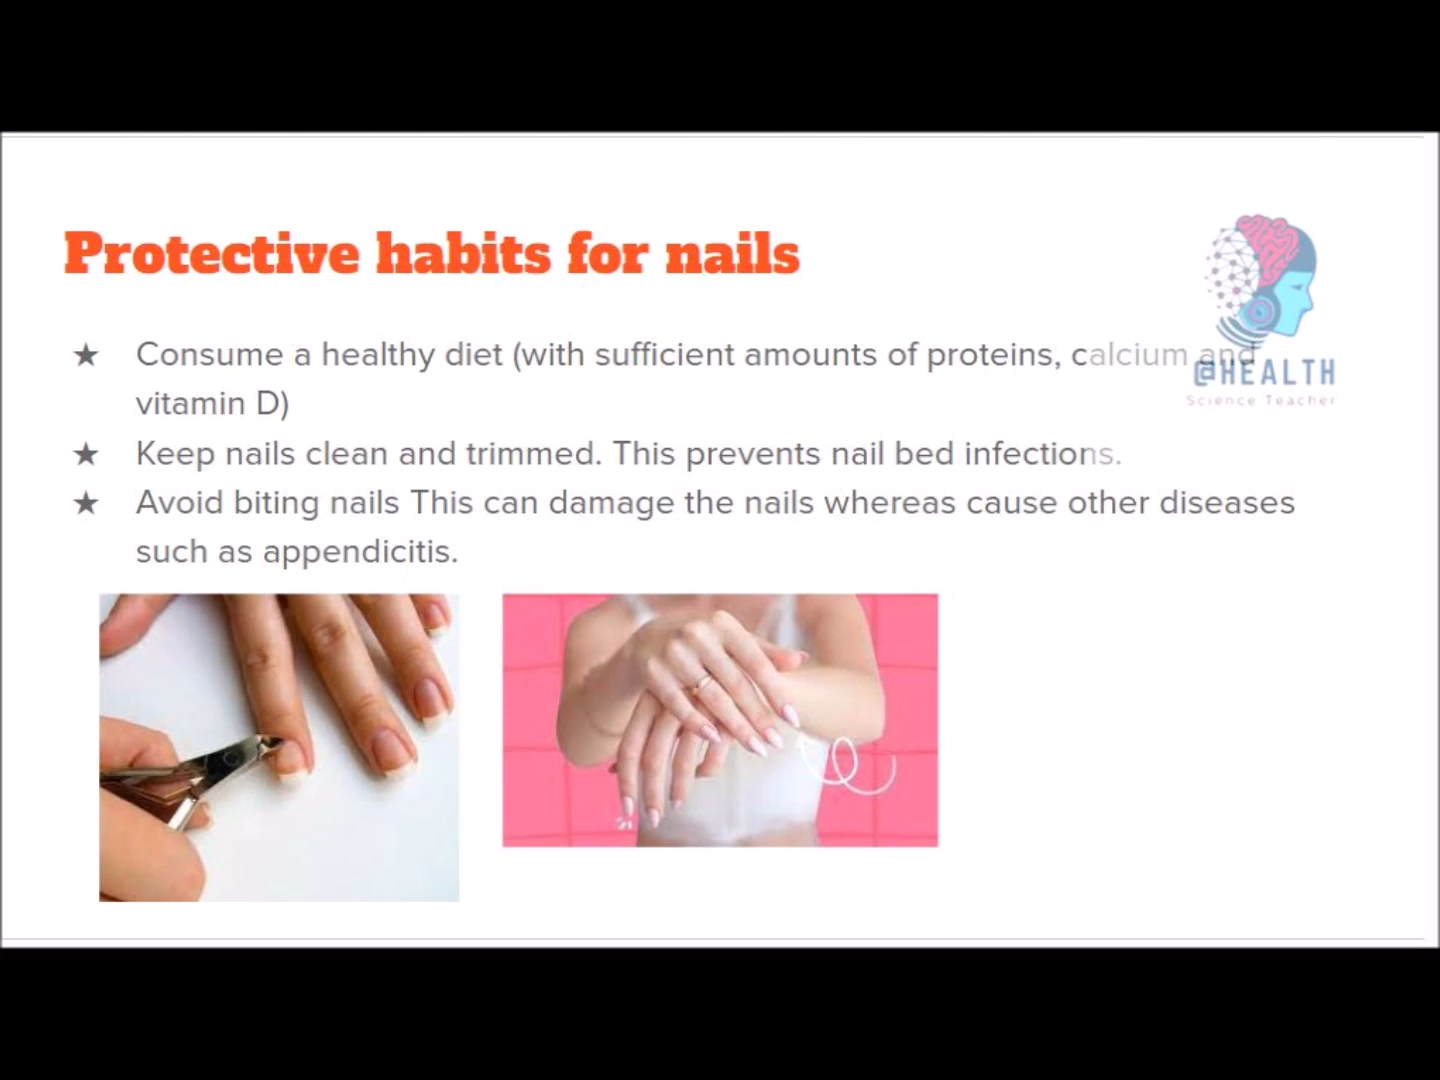 Protective habits for nails
★ Consume a healthy diet (with sufficient amounts of proteins, calcium and
vitamin D)
★ Keep nails clean and trimmed. This prevents nail bed infections.
★ Avoid biting nails This can damage the nails whereas cause other diseases
such as appendicitis.
@HEALTH
Science Teacher